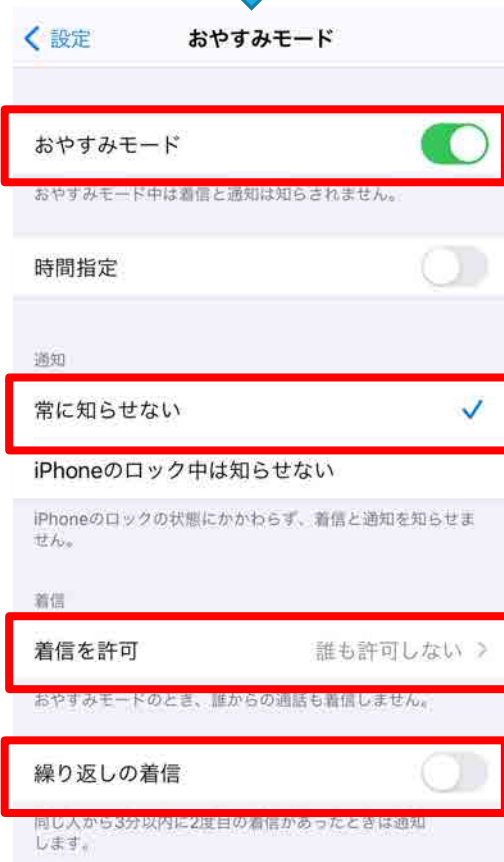 設定
おやすみモード
おやすみモード
おやすみモード中は着信と通知は知らされません。
時間指定
通知
常に知らせない
iPhoneのロック中は知らせない
iPhoneのロックの状態にかかわらず、着信と通知を知らせま
せん。
着信
着信を許可 誰も許可しない
おやすみモードのとき、誰からの通話も着信しません。
繰り返しの着信
同じ人から3分以内に2度目の着信があったときは通知
します。